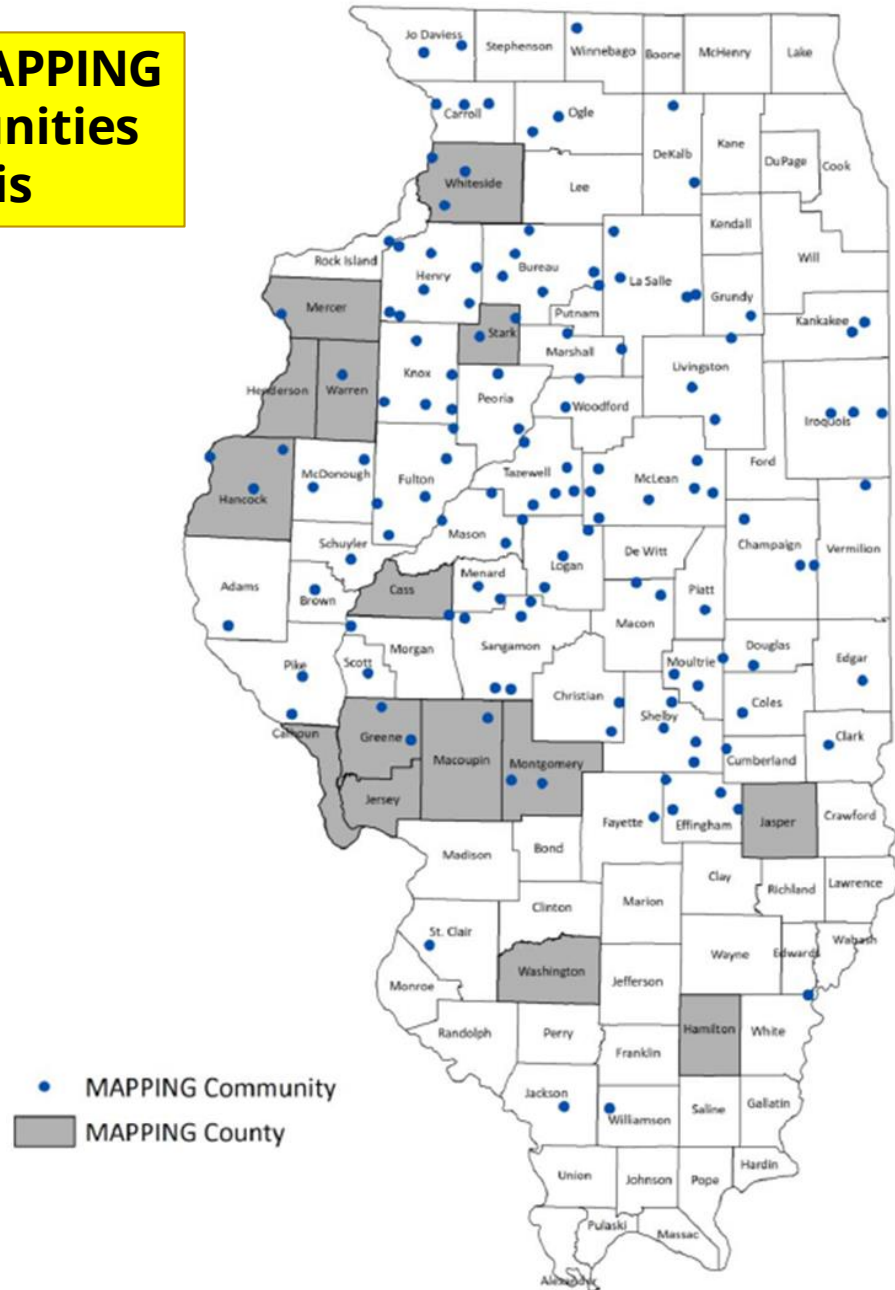 APPING
unities
is
Jo Daviess
Stephenson
Winnebago
Boone
McHenry
Lake
Carroll
Ogle
DeKalb
Kane
DuPage
Cook
Whiteside
Lee
Kendall
Will
Rock Island
Henry
Bureau
La Salle
Grundy
Mercer
Putnam
Kankakee
Stark
Marshall
Livingston
Henderson
Warren
Knox
Peoria
Woodford
Iroquois
Hancock
McDonough
Fulton
Tazewell
McLean
Ford
Schuyler
Mason
Logan
De Witt
Champaign
Vermilion
Adams
Brown
Cass
Menard
Macon
Piatt
Pike
Scott
Morgan
Sangamon
Moultrie
Douglas
Edgar
Christian
Shelby
Coles
Calhoun
Greene
Macoupin
Montgomery
Cumberland
Clark
Jersey
Fayette
Effingham
Jasper
Crawford
Madison
Bond
Clay
Richland
Lawrence
Clinton
Marion
St. Clair
Wayne
Edwards
Wabash
Washington
Jefferson
Monroe
Randolph
Perry
Hamilton
White
Franklin
MAPPING Community
MAPPING County
Jackson
Williamson
Saline
Gallatin
Union
Johnson
Pope
Hardin
Pulaski
Massac
Alexander